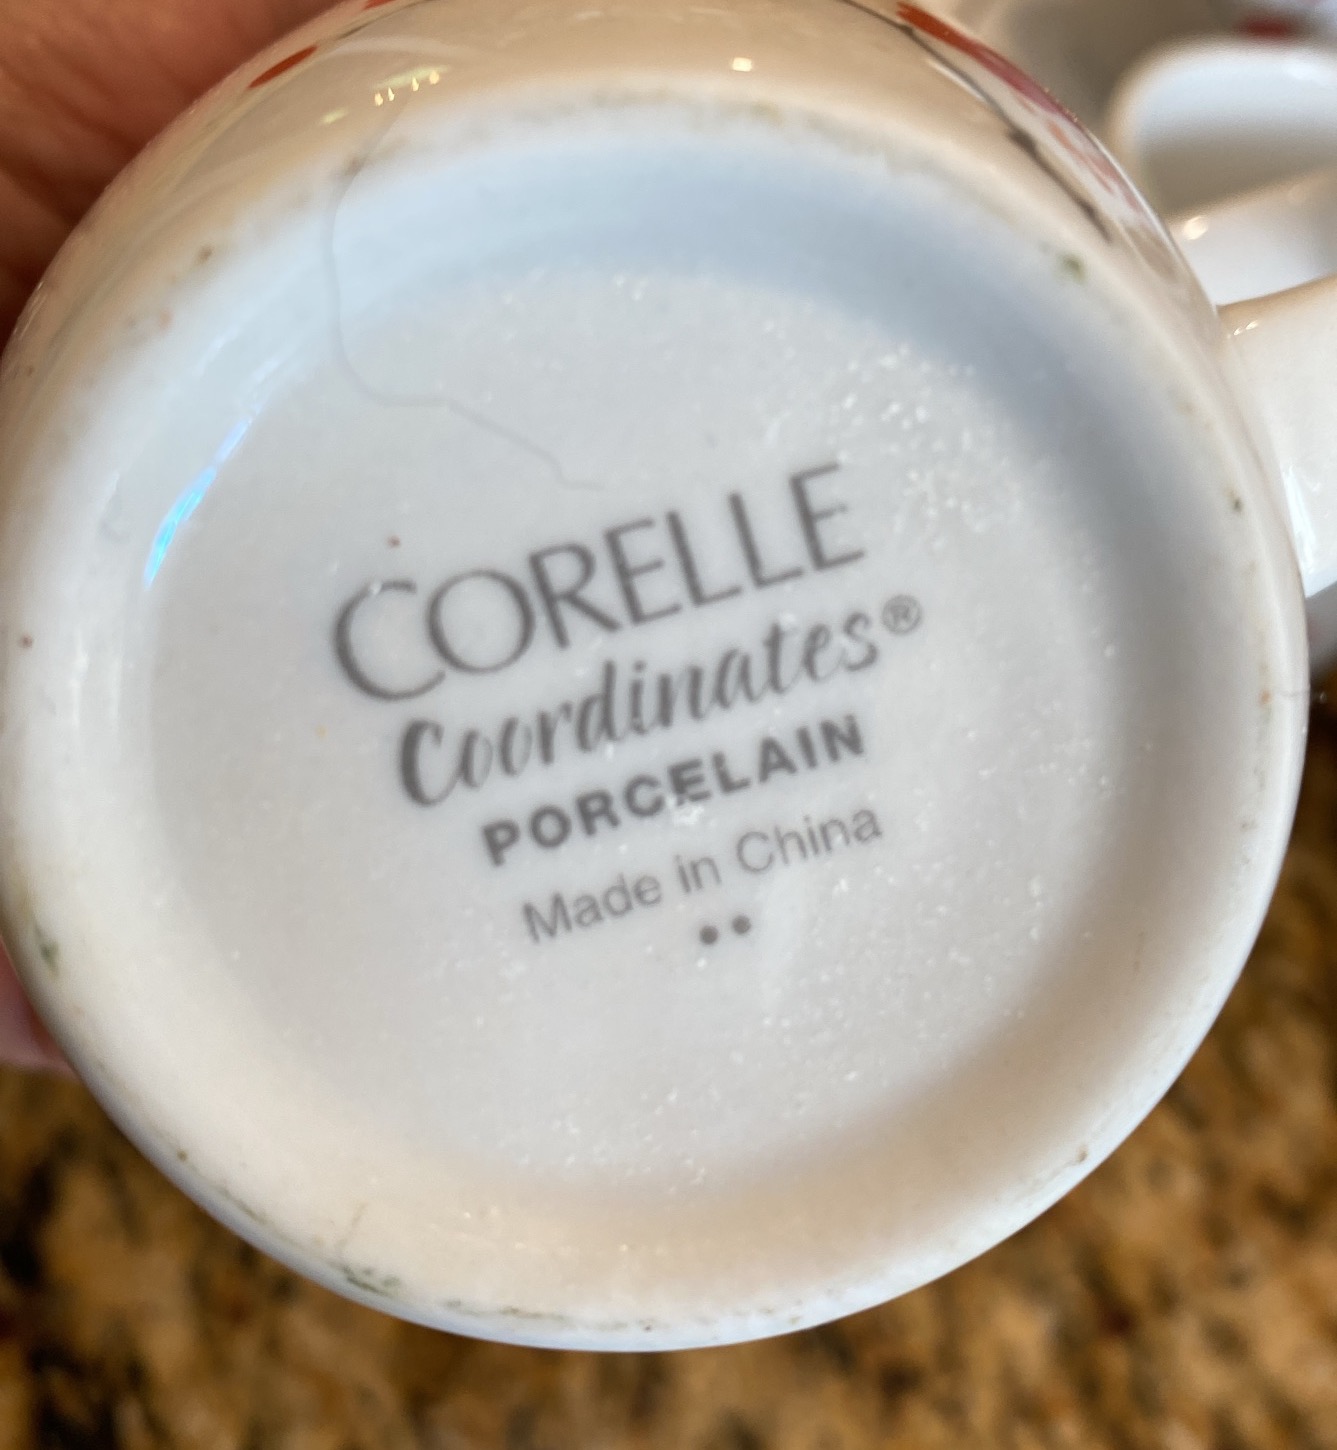 CORELLE
Coordinates®
PORCELAIN
Made in China